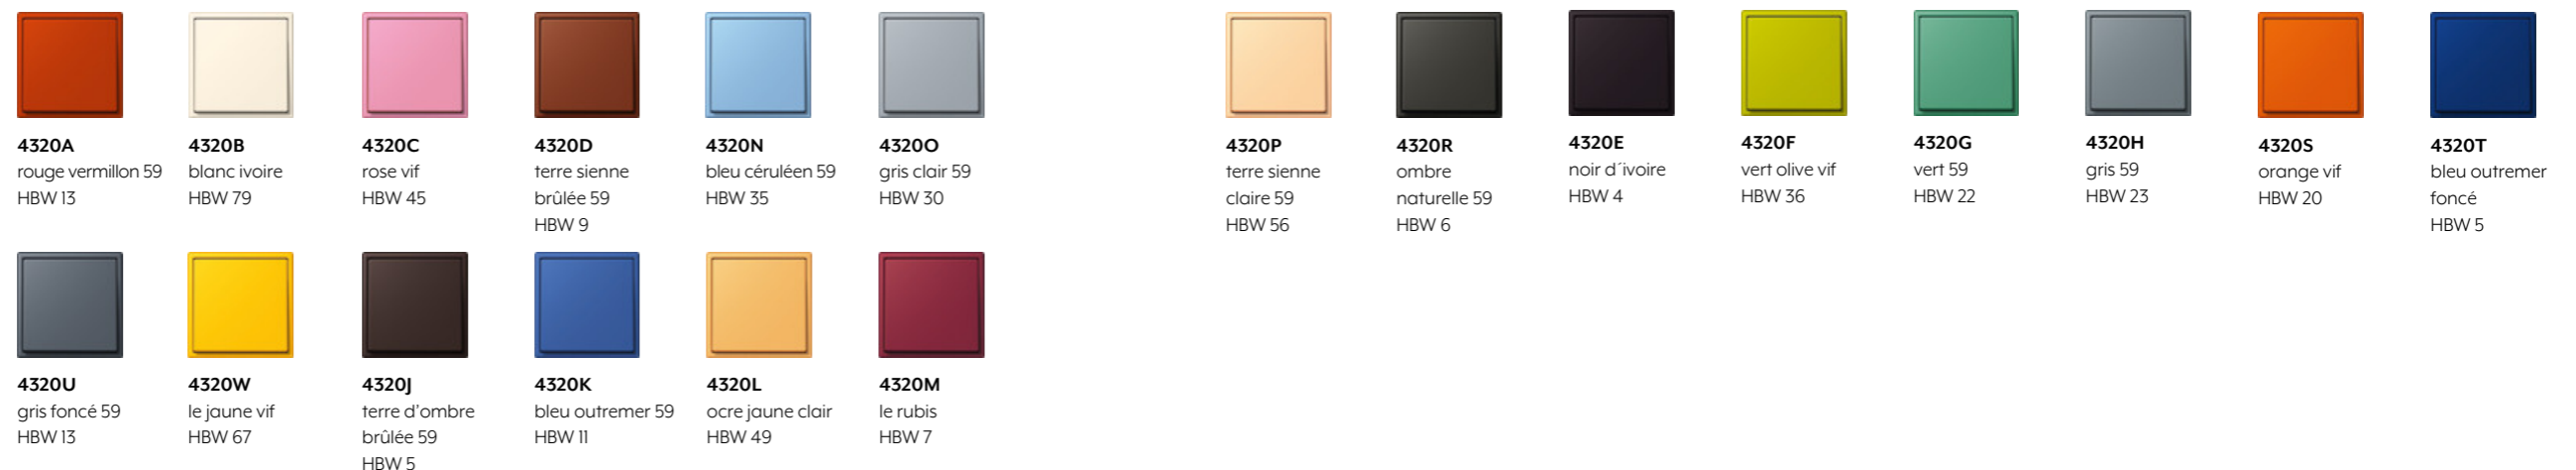 4320A
rouge vermillon 59
HBW 13
4320B
blanc ivoire
HBW 79
4320C
rose vif
HBW 45
4320D
terre sienne
brûlée 59
HBW 9
4320N
bleu céruléen 59
HBW 35
4320O
gris clair 59
HBW 30
4320P
terre sienne
claire 59
HBW 56
4320R
ombre
naturelle 59
HBW 6
4320E
noir d´ivoire
HBW 4
4320F
vert olive vif
HBW 36
4320G
vert 59
HBW 22
4320H
gris 59
HBW 23
4320S
orange vif
HBW 20
4320T
bleu outremer
foncé
HBW 5
4320U
gris foncé 59
HBW 13
4320W
le jaune vif
HBW 67
4320J
terre d’ombre
brûlée 59
HBW 5
4320K
bleu outremer 59
HBW 11
4320L
ocre jaune clair
HBW 49
4320M
le rubis
HBW 7